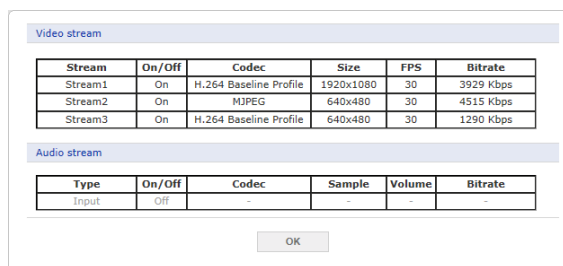 Video stream
Stream On/Off Codec Size FPS Bitrate
Stream1 On H.264 Baseline Profile 1920x1080 30 3929 Kbps
Stream2 On MJPEG 640x480 30 4515 Kbps
Stream3 On H.264 Baseline Profile 640x480 30 1290 Kbps
Audio stream
Type On/Off Codec Sample Volume Bitrate
Input Off - - - -
OK